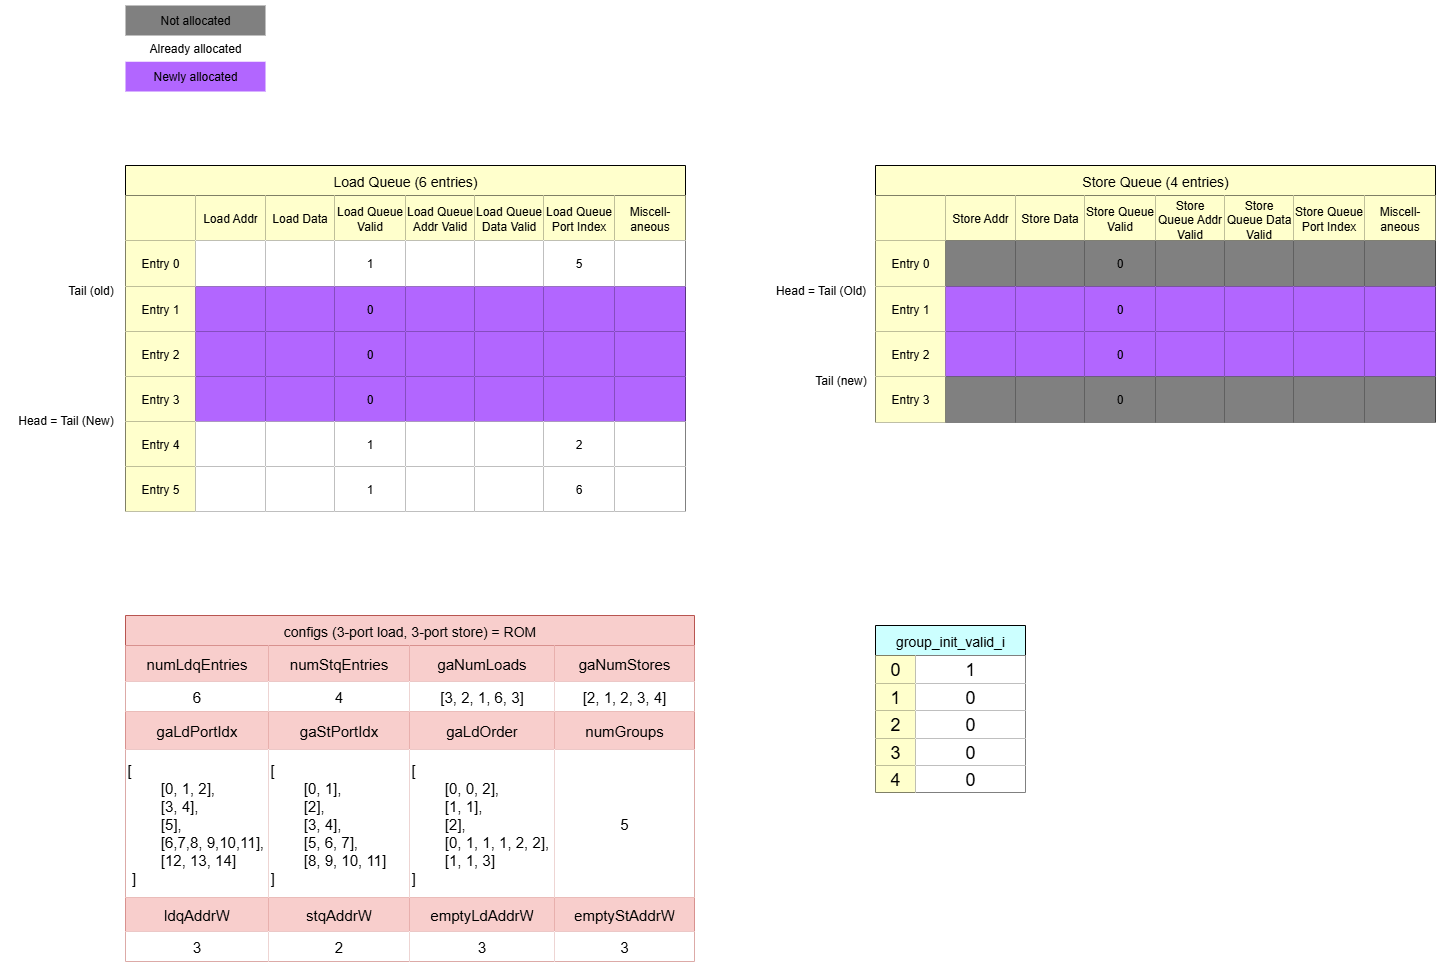 Not allocated
Already allocated
Newly allocated
Load Queue (6 entries)
Load Addr Load Data Load Queue Valid Load Queue Addr Valid Load Queue Data Valid Load Queue Port Index Miscell-aneous
Entry 0 1 5
Tail (old)
Entry 1 0
Entry 2 0
Entry 3 0
Head = Tail (New)
Entry 4 1 2
Entry 5 1 6
Store Queue (4 entries)
Store Addr Store Data Store Queue Valid Store Queue Addr Valid Store Queue Data Valid Store Queue Port Index Miscell-aneous
Entry 0 0
Head = Tail (Old)
Entry 1 0
Entry 2 0
Tail (new)
Entry 3 0
configs (3-port load, 3-port store) = ROM
numLdqEntries numStqEntries gaNumLoads gaNumStores
6 4 [3, 2, 1, 6, 3] [2, 1, 2, 3, 4]
gaLdPortIdx gaStPortIdx gaLdOrder numGroups
[
[0, 1, 2],
[3, 4],
[5],
[6,7,8, 9,10,11],
[12, 13, 14]
]
[
[0, 1],
[2],
[3, 4],
[5, 6, 7],
[8, 9, 10, 11]
]
[
[0, 0, 2],
[1, 1],
[2],
[0, 1, 1, 1, 2, 2],
[1, 1, 3]
]
5
ldqAddrW stqAddrW emptyLdAddrW emptyStAddrW
3 2 3 3
group_init_valid_i
0 1
1 0
2 0
3 0
4 0